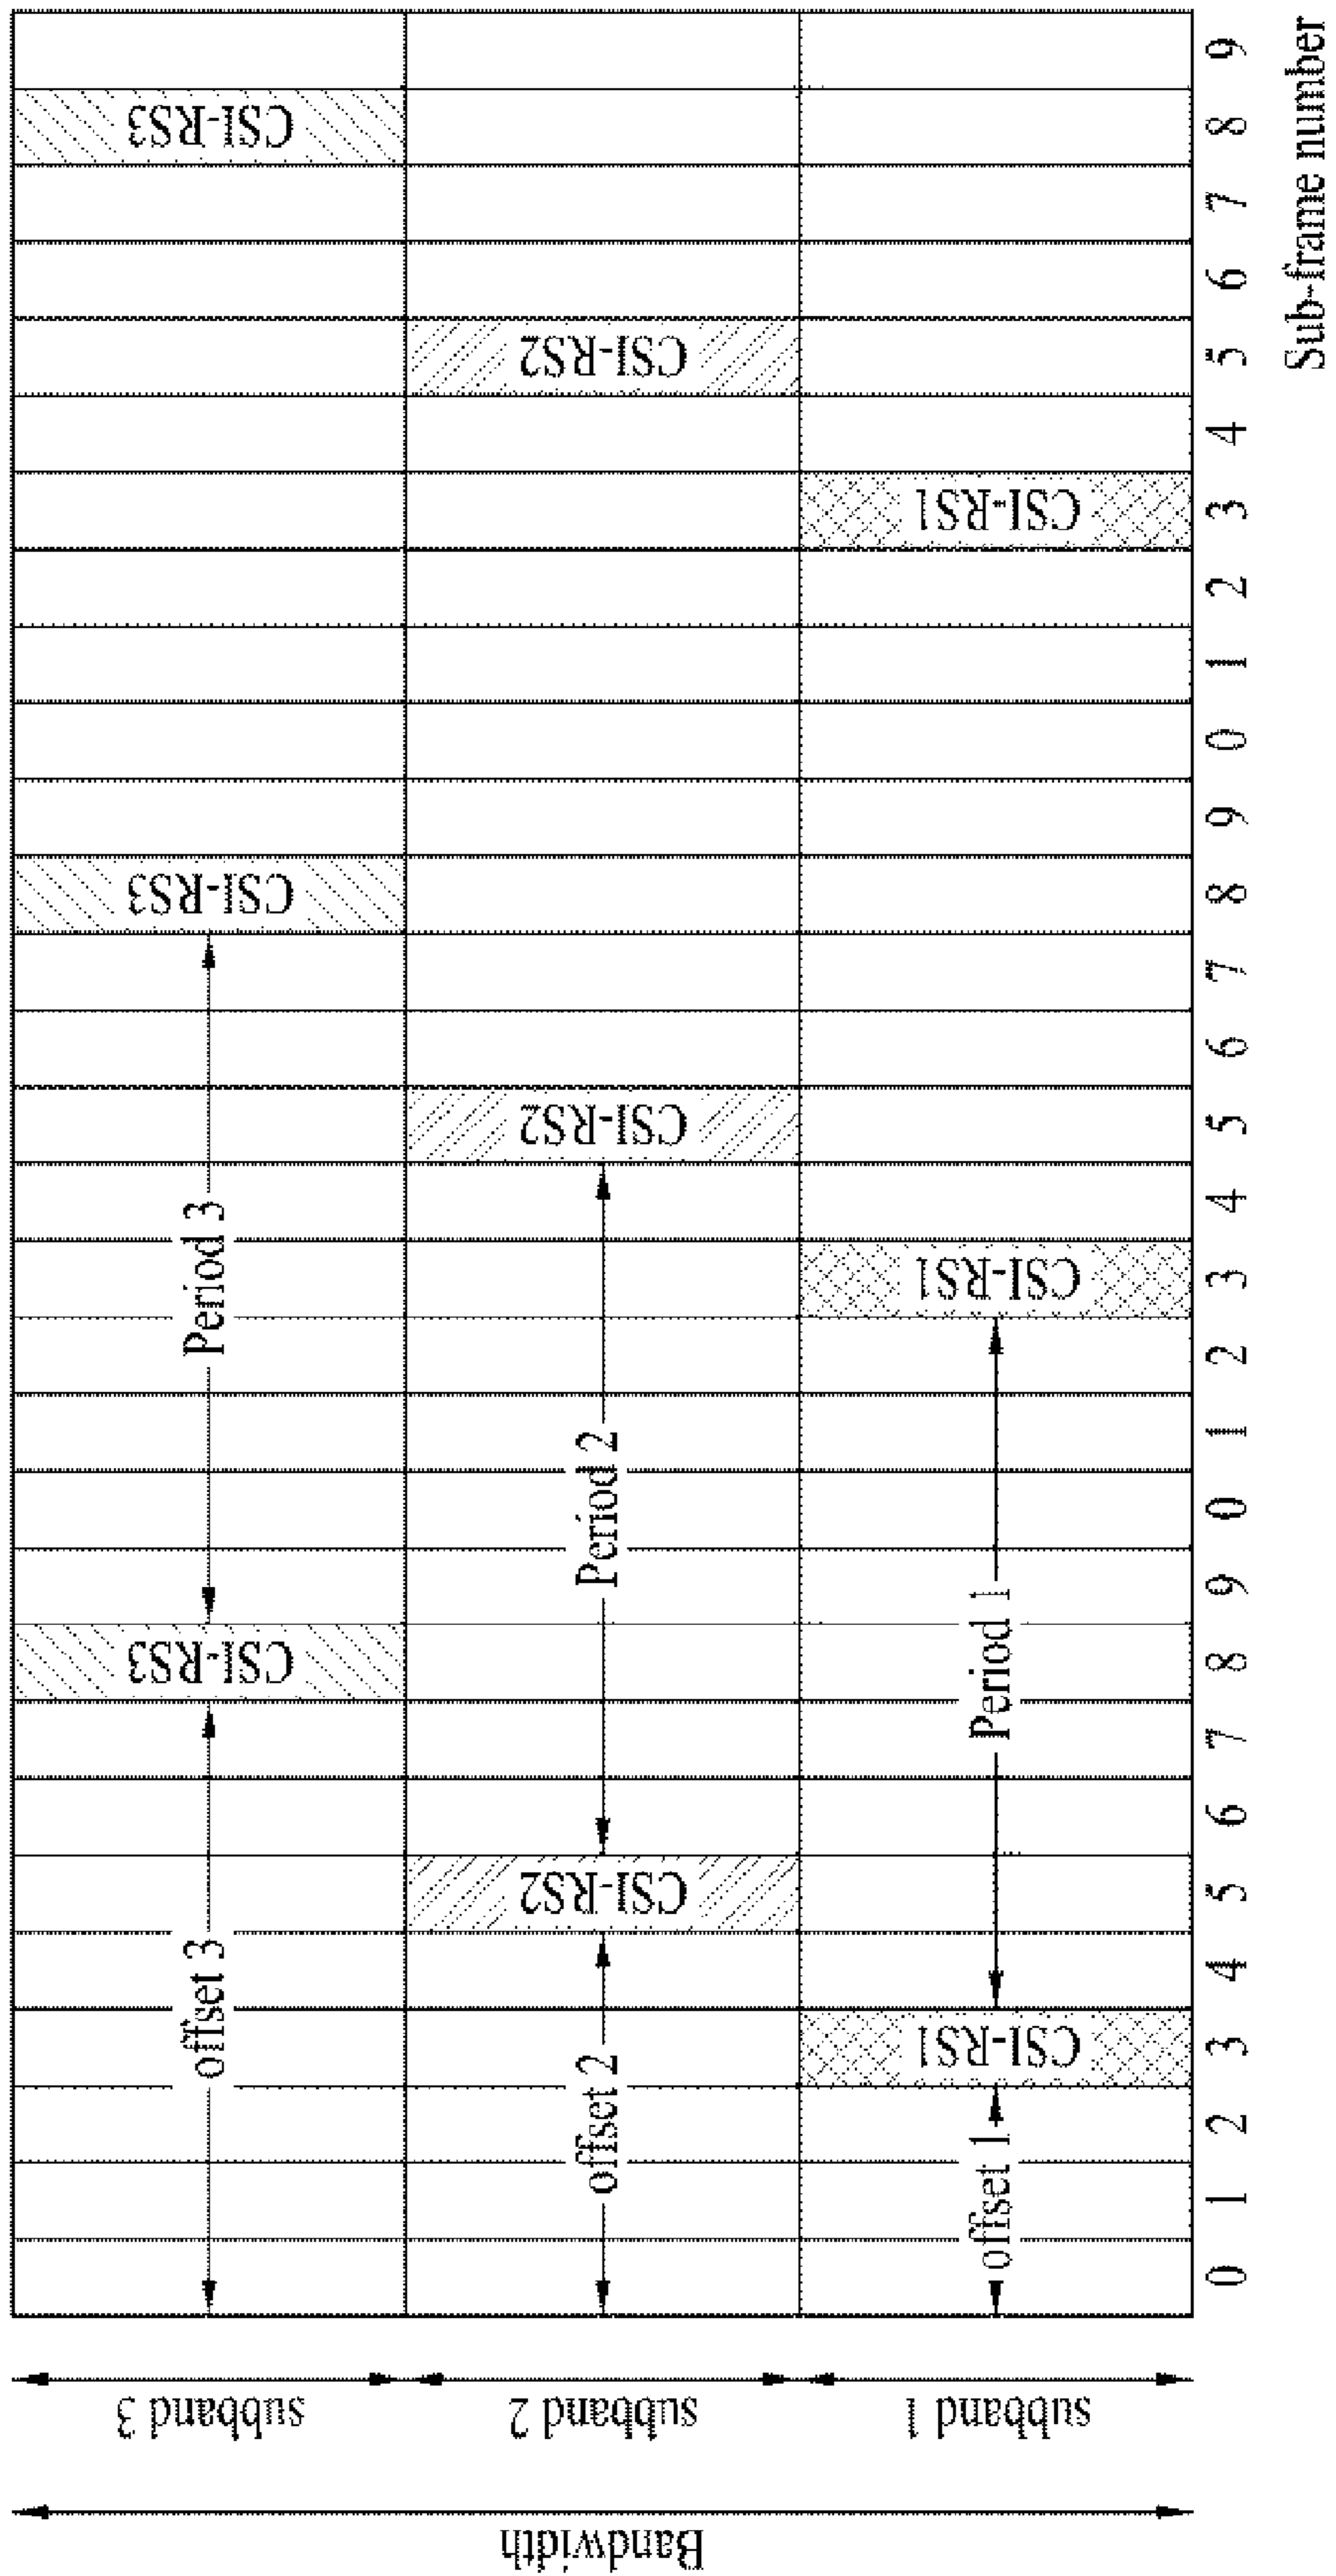 Bandwidth
subband 3
subband 2
subband 1
offset 3
CSI-RS3
Period 3
CSI-RS3
CSI-RS3
offset 2
CSI-RS2
Period 2
CSI-RS2
CSI-RS2
offset 1
CSI-RS1
Period 1
CSI-RS1
CSI-RS1
0 1 2 3 4 5 6 7 8 9 0 1 2 3 4 5 6 7 8 9 0 1 2 3 4 5 6 7 8 9
Sub-frame number